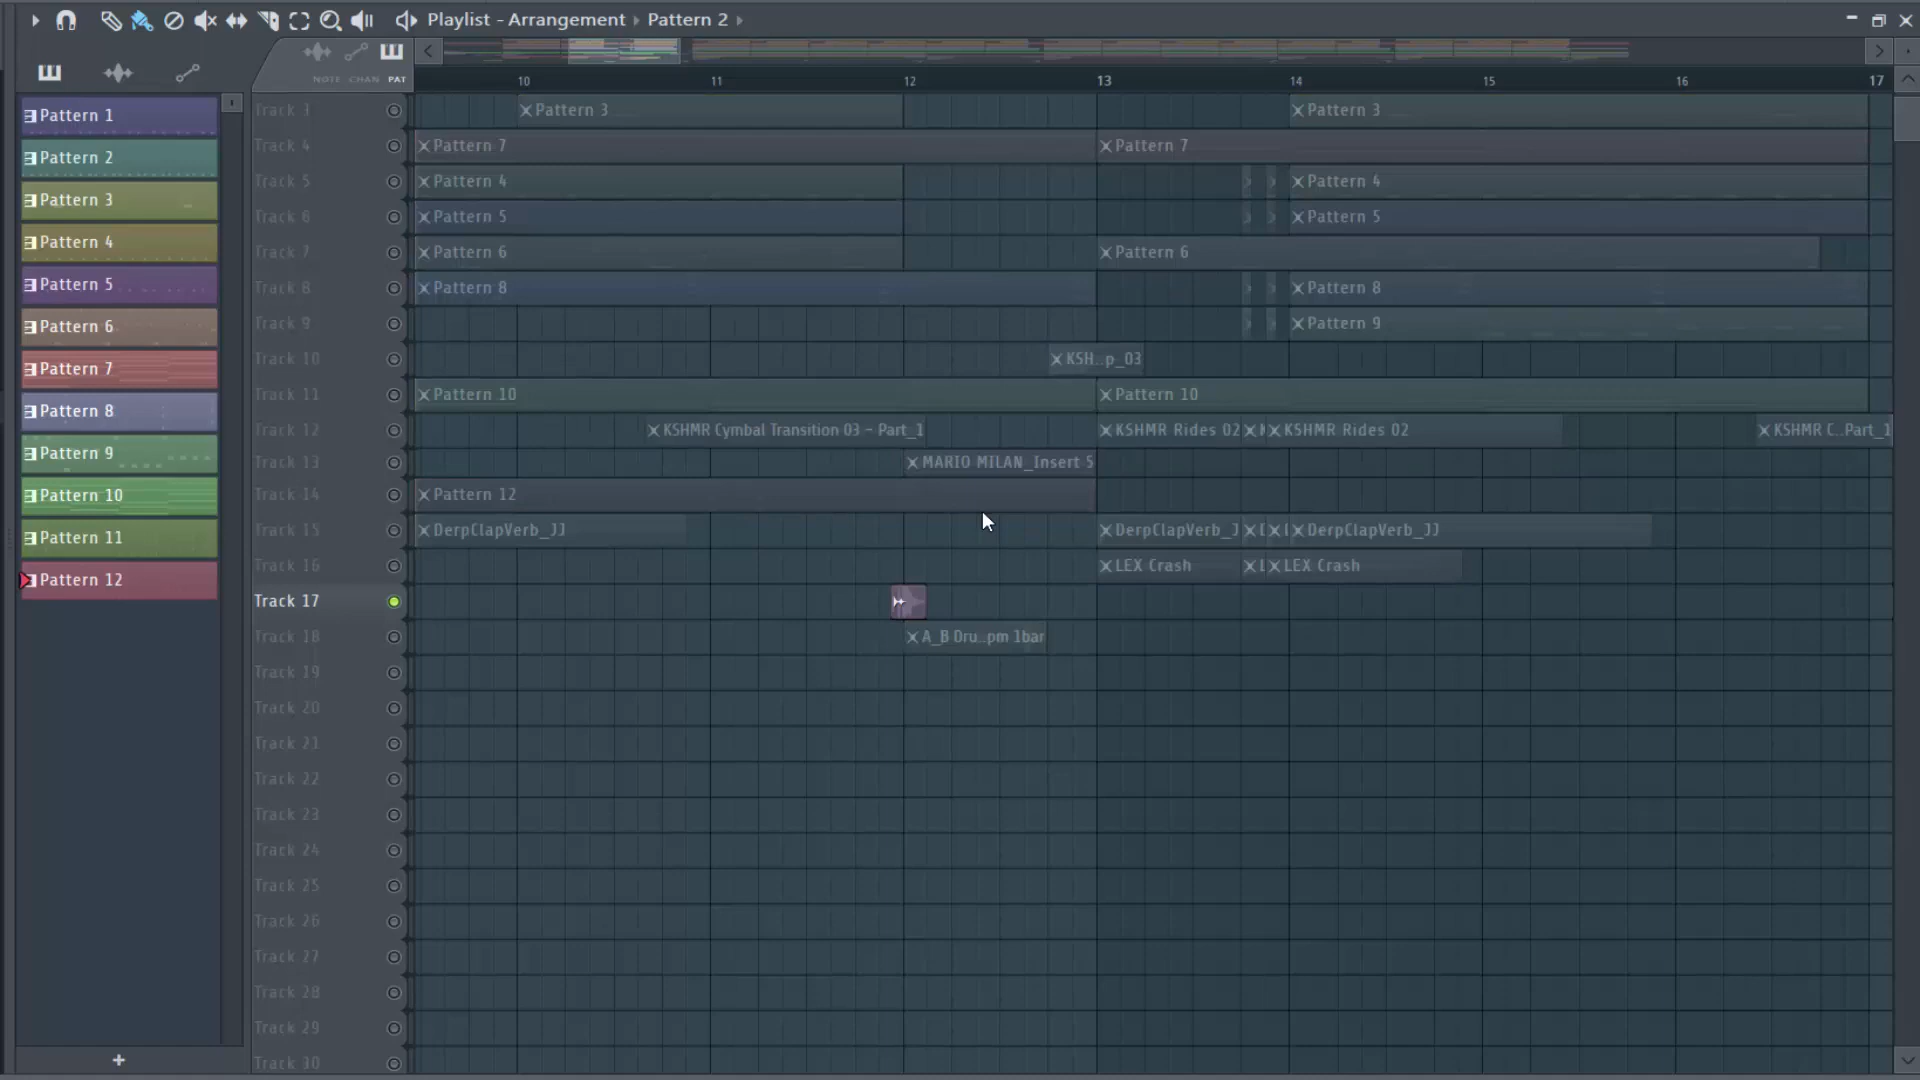 Playlist - Arrangement › Pattern 2 ›
NOTE CHAN PAT
10 11 12 13 14 15 16 17
Pattern 1
Pattern 2
Pattern 3
Pattern 4
Pattern 5
Pattern 6
Pattern 7
Pattern 8
Pattern 9
Pattern 10
Pattern 11
Pattern 12
Track 3 Pattern 3 Pattern 3
Track 4 Pattern 7 Pattern 7
Track 5 Pattern 4 Pattern 4
Track 6 Pattern 5 Pattern 5
Track 7 Pattern 6 Pattern 6
Track 8 Pattern 8 Pattern 8
Track 9 Pattern 9
Track 10 KSH..p_03
Track 11 Pattern 10 Pattern 10
Track 12 KSHMR Cymbal Transition 03 - Part_1 KSHMR Rides 02 KSHMR Rides 02 KSHMR C..Part_1
Track 13 MARIO MILAN_Insert 5
Track 14 Pattern 12
Track 15 DerpClapVerb_JJ DerpClapVerb_J DerpClapVerb_JJ
Track 16 LEX Crash LEX Crash
Track 17
Track 18 A_B Dru..pm 1bar
Track 19
Track 20
Track 21
Track 22
Track 23
Track 24
Track 25
Track 26
Track 27
Track 28
Track 29
Track 30